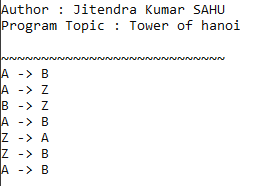 Author : Jitendra Kumar SAHU
Program Topic : Tower of hanoi
~~~~~~~~~~~~~~~~~~~~~~~~~~~~
A -> B
A -> Z
B -> Z
A -> B
Z -> A
Z -> B
A -> B